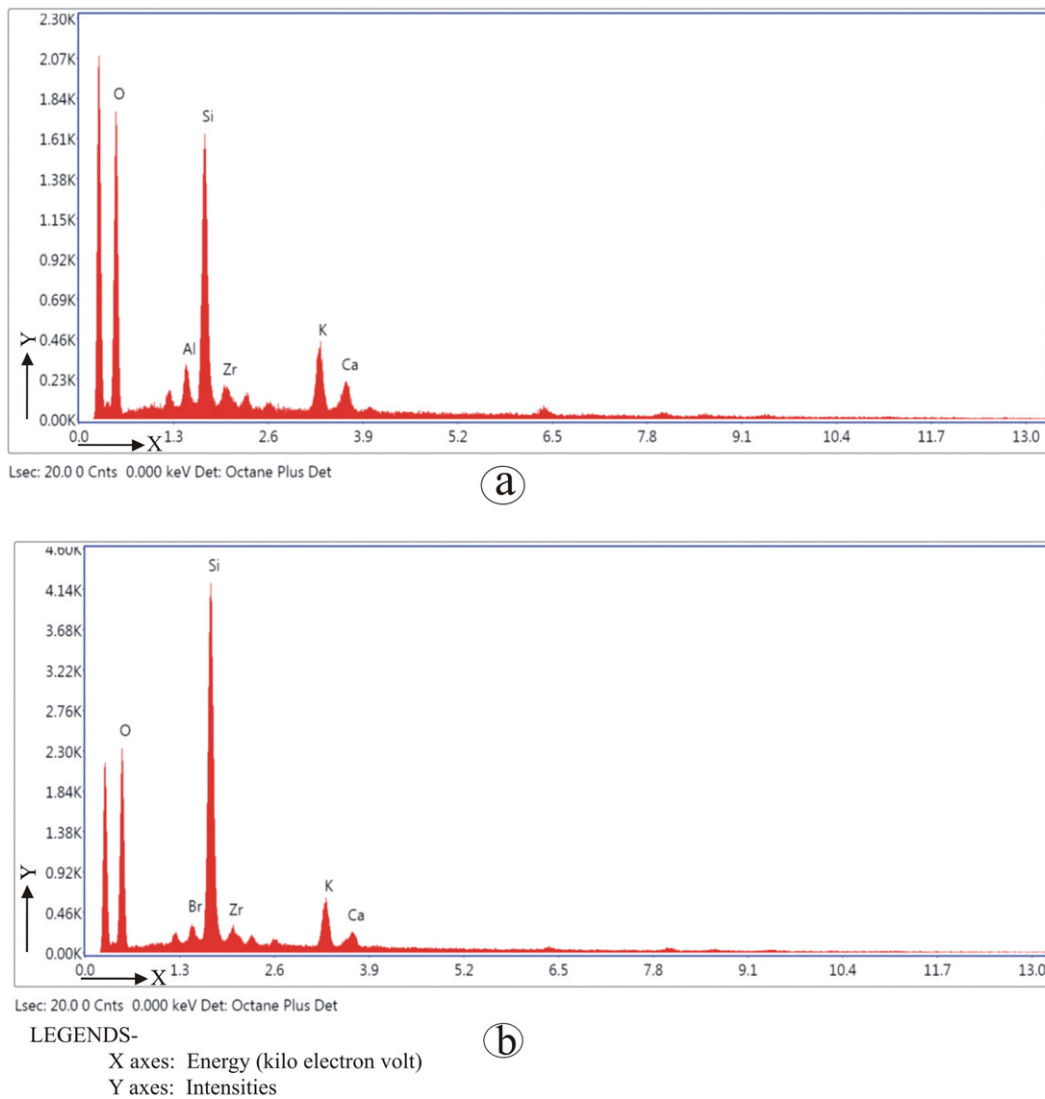 2.30K
2.07K
1.84K
1.61K
1.38K
1.15K
0.92K
0.69K
0.46K
0.23K
0.00K
O
Si
Al
Zr
K
Ca
Y
0.0 1.3 2.6 3.9 5.2 6.5 7.8 9.1 10.4 11.7 13.0
X
Lsec: 20.0 0 Cnts 0.000 keV Det: Octane Plus Det
a
4.60K
4.14K
3.68K
3.22K
2.76K
2.30K
1.84K
1.38K
0.92K
0.46K
0.00K
Si
O
Br
Zr
K
Ca
Y
0.0 1.3 2.6 3.9 5.2 6.5 7.8 9.1 10.4 11.7 13.0
X
Lsec: 20.0 0 Cnts 0.000 keV Det: Octane Plus Det
b
LEGENDS-
X axes: Energy (kilo electron volt)
Y axes: Intensities